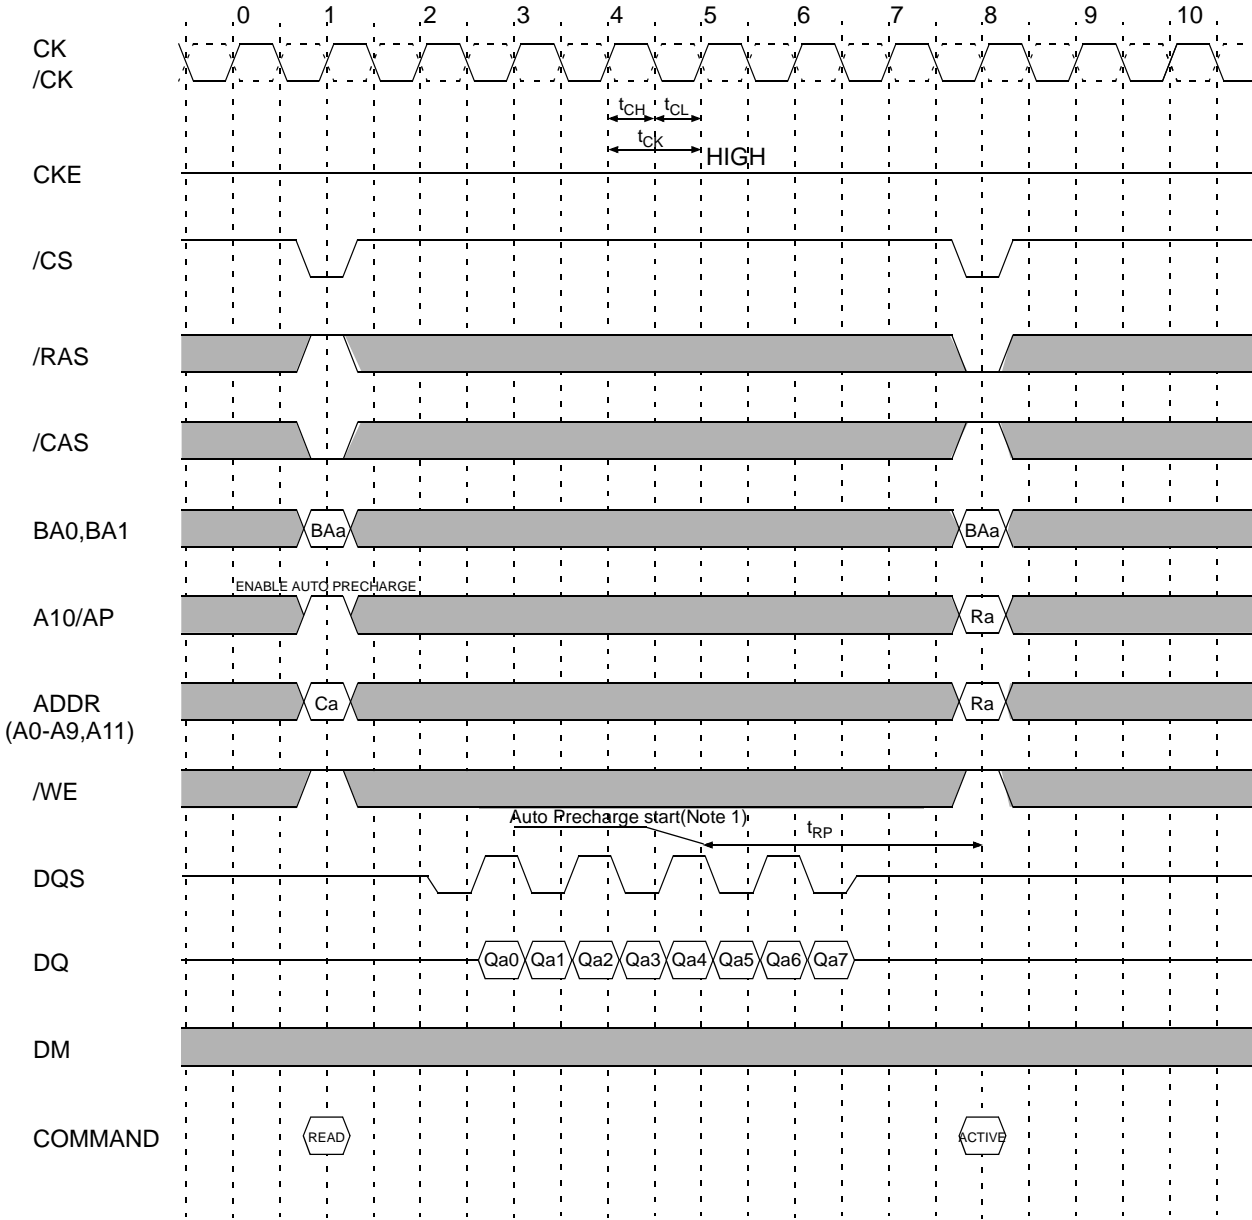 0 1 2 3 4 5 6 7 8 9 10
CK
/CK
tCH tCL
tCK
HIGH
CKE
/CS
/RAS
/CAS
BA0,BA1 BAa BAa
ENABLE AUTO PRECHARGE
A10/AP Ra
ADDR Ca Ra
(A0-A9,A11)
/WE
Auto Precharge start(Note 1) tRP
DQS
DQ Qa0 Qa1 Qa2 Qa3 Qa4 Qa5 Qa6 Qa7
DM
COMMAND READ ACTIVE